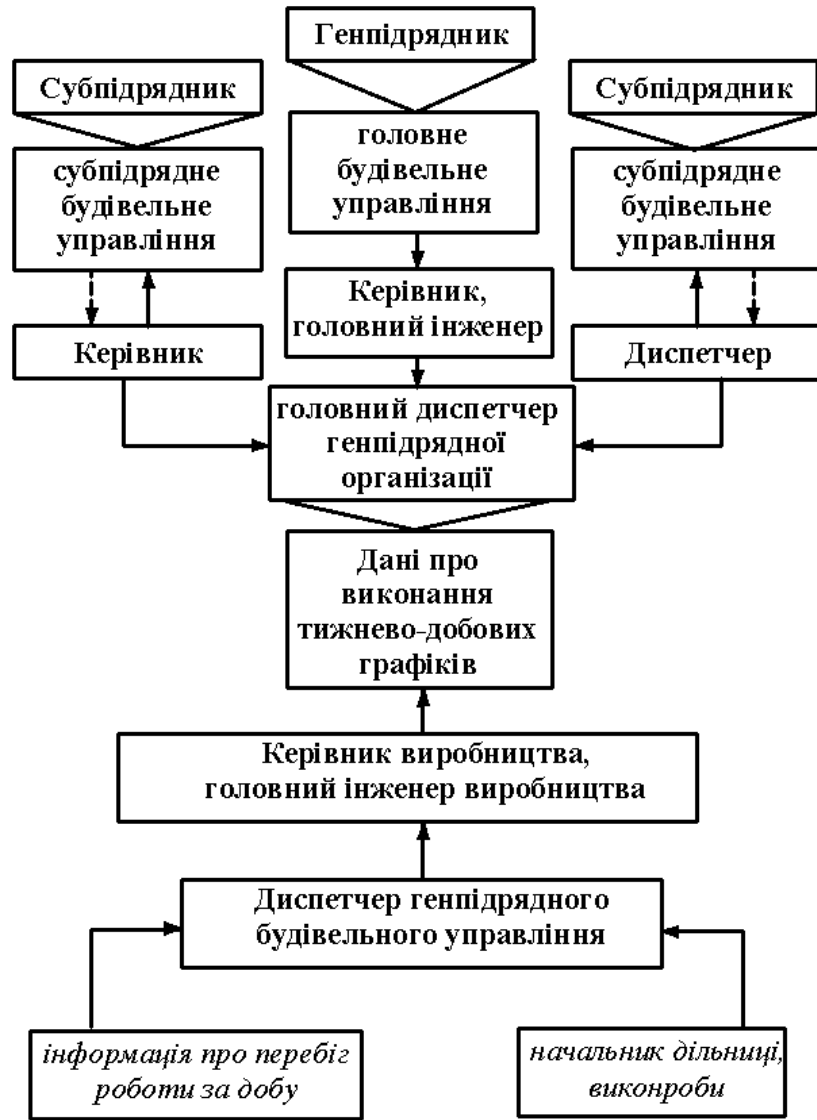 Генпідрядник
Субпідрядник
Субпідрядник
головне
будівельне
управління
субпідрядне
будівельне
управління
субпідрядне
будівельне
управління
Керівник,
головний інженер
Керівник
Диспетчер
головний диспетчер
генпідрядної
організації
Дані про
виконання
тижнево-добових
графіків
Керівник виробництва,
головний інженер виробництва
Диспетчер генпідрядного
будівельного управління
інформація про перебіг
роботи за добу
начальник дільниці,
виконроби